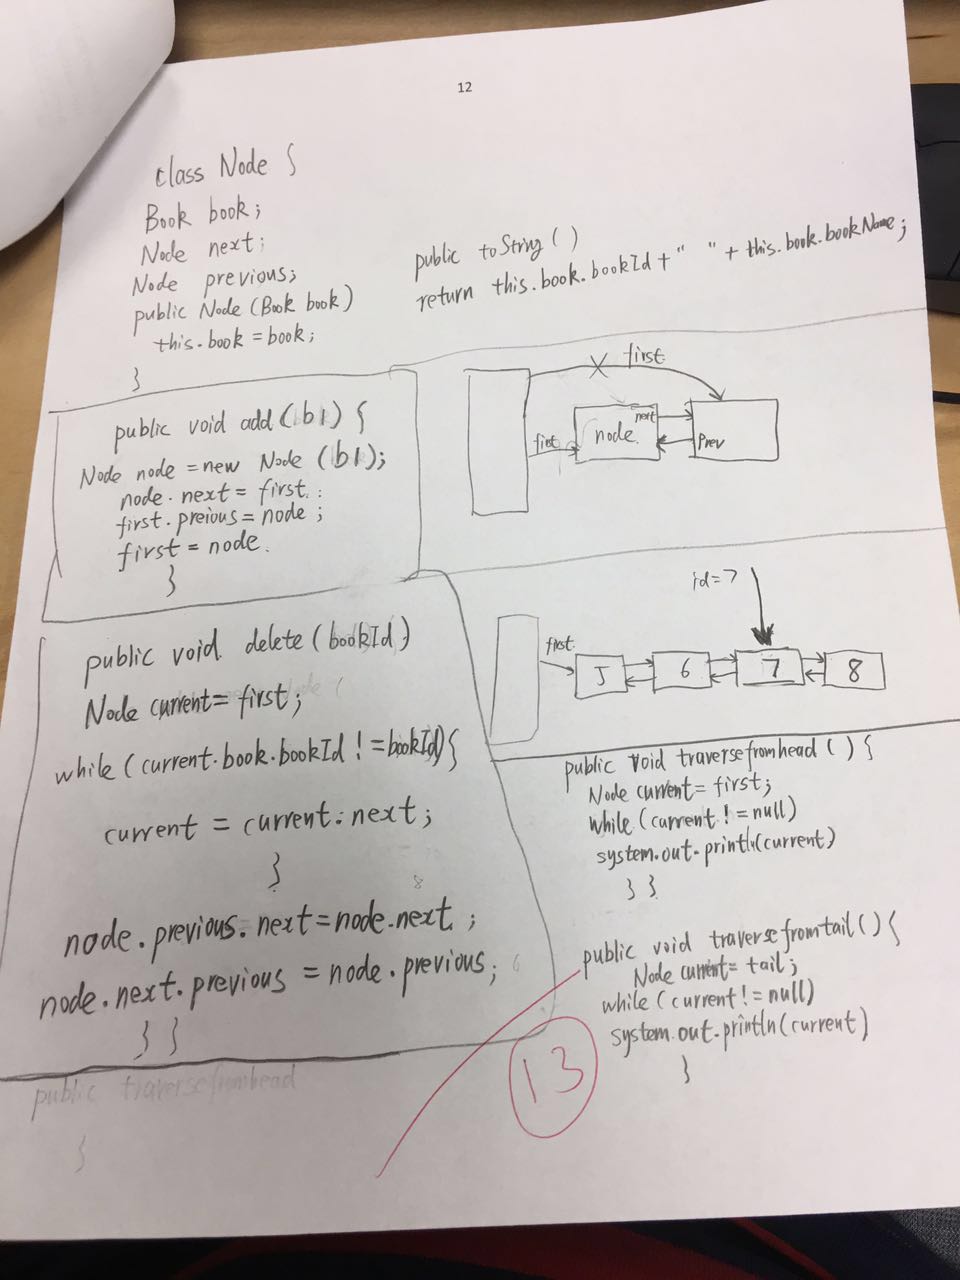 12
class Node {
Book book;
Node next;
Node previous;
public Node (Book book)
this.book = book;
}
public toString ( )
return this.book.bookId + " " + this.book.bookName;
public void add (b1) {
Node node = new Node (b1);
node.next = first.;
first.preious = node ;
first = node.
}
first
first
node.
next
prev
public void delete (bookId)
Node current = first ;
while (current.book.bookId != bookId) {
current = current.next ;
}
node.previous.next = node.next ;
node.next.previous = node.previous ;
} }
id=7
first.
5
6
7
8
public void traversefromhead ( ) {
Node current = first;
while (current != null)
system.out.println(current)
} }
public void traversefromtail ( ) {
Node current = tail;
while (current != null)
system.out.println(current)
}
13
public traversefromhead
}